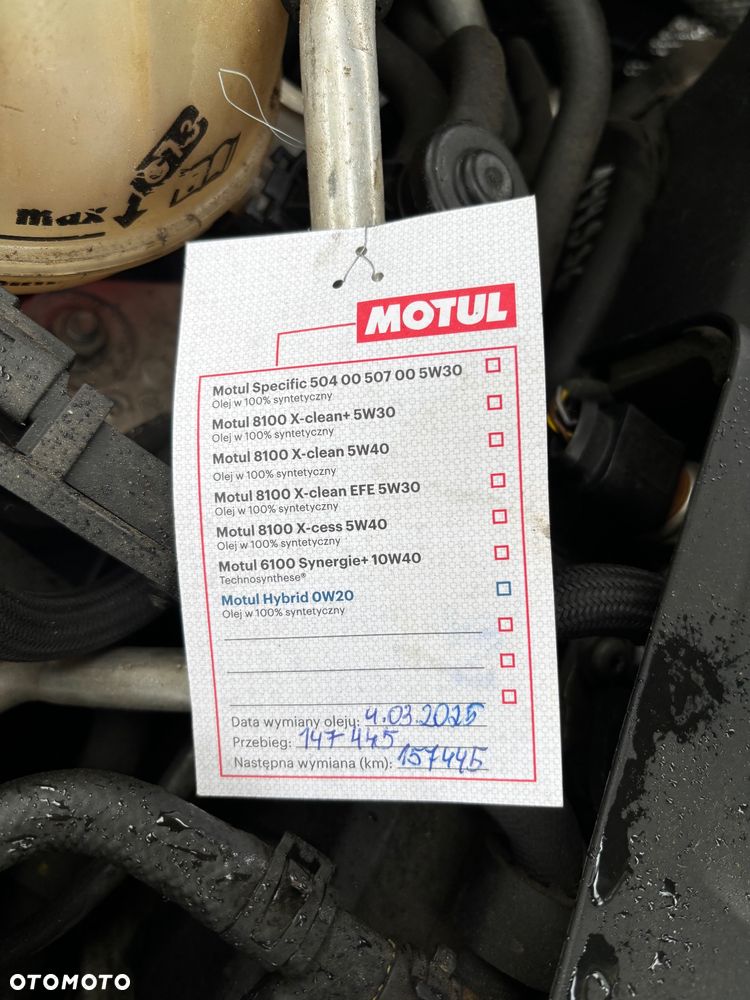 G13
max
MOTUL
Motul Specific 504 00 507 00 5W30
Olej w 100% syntetyczny
Motul 8100 X-clean+ 5W30
Olej w 100% syntetyczny
Motul 8100 X-clean 5W40
Olej w 100% syntetyczny
Motul 8100 X-clean EFE 5W30
Olej w 100% syntetyczny
Motul 8100 X-cess 5W40
Olej w 100% syntetyczny
Motul 6100 Synergie+ 10W40
Technosynthese®
Motul Hybrid 0W20
Olej w 100% syntetyczny
Data wymiany oleju: 4.03.2025
Przebieg: 147 445
Następna wymiana (km): 157445
OTOMOTO